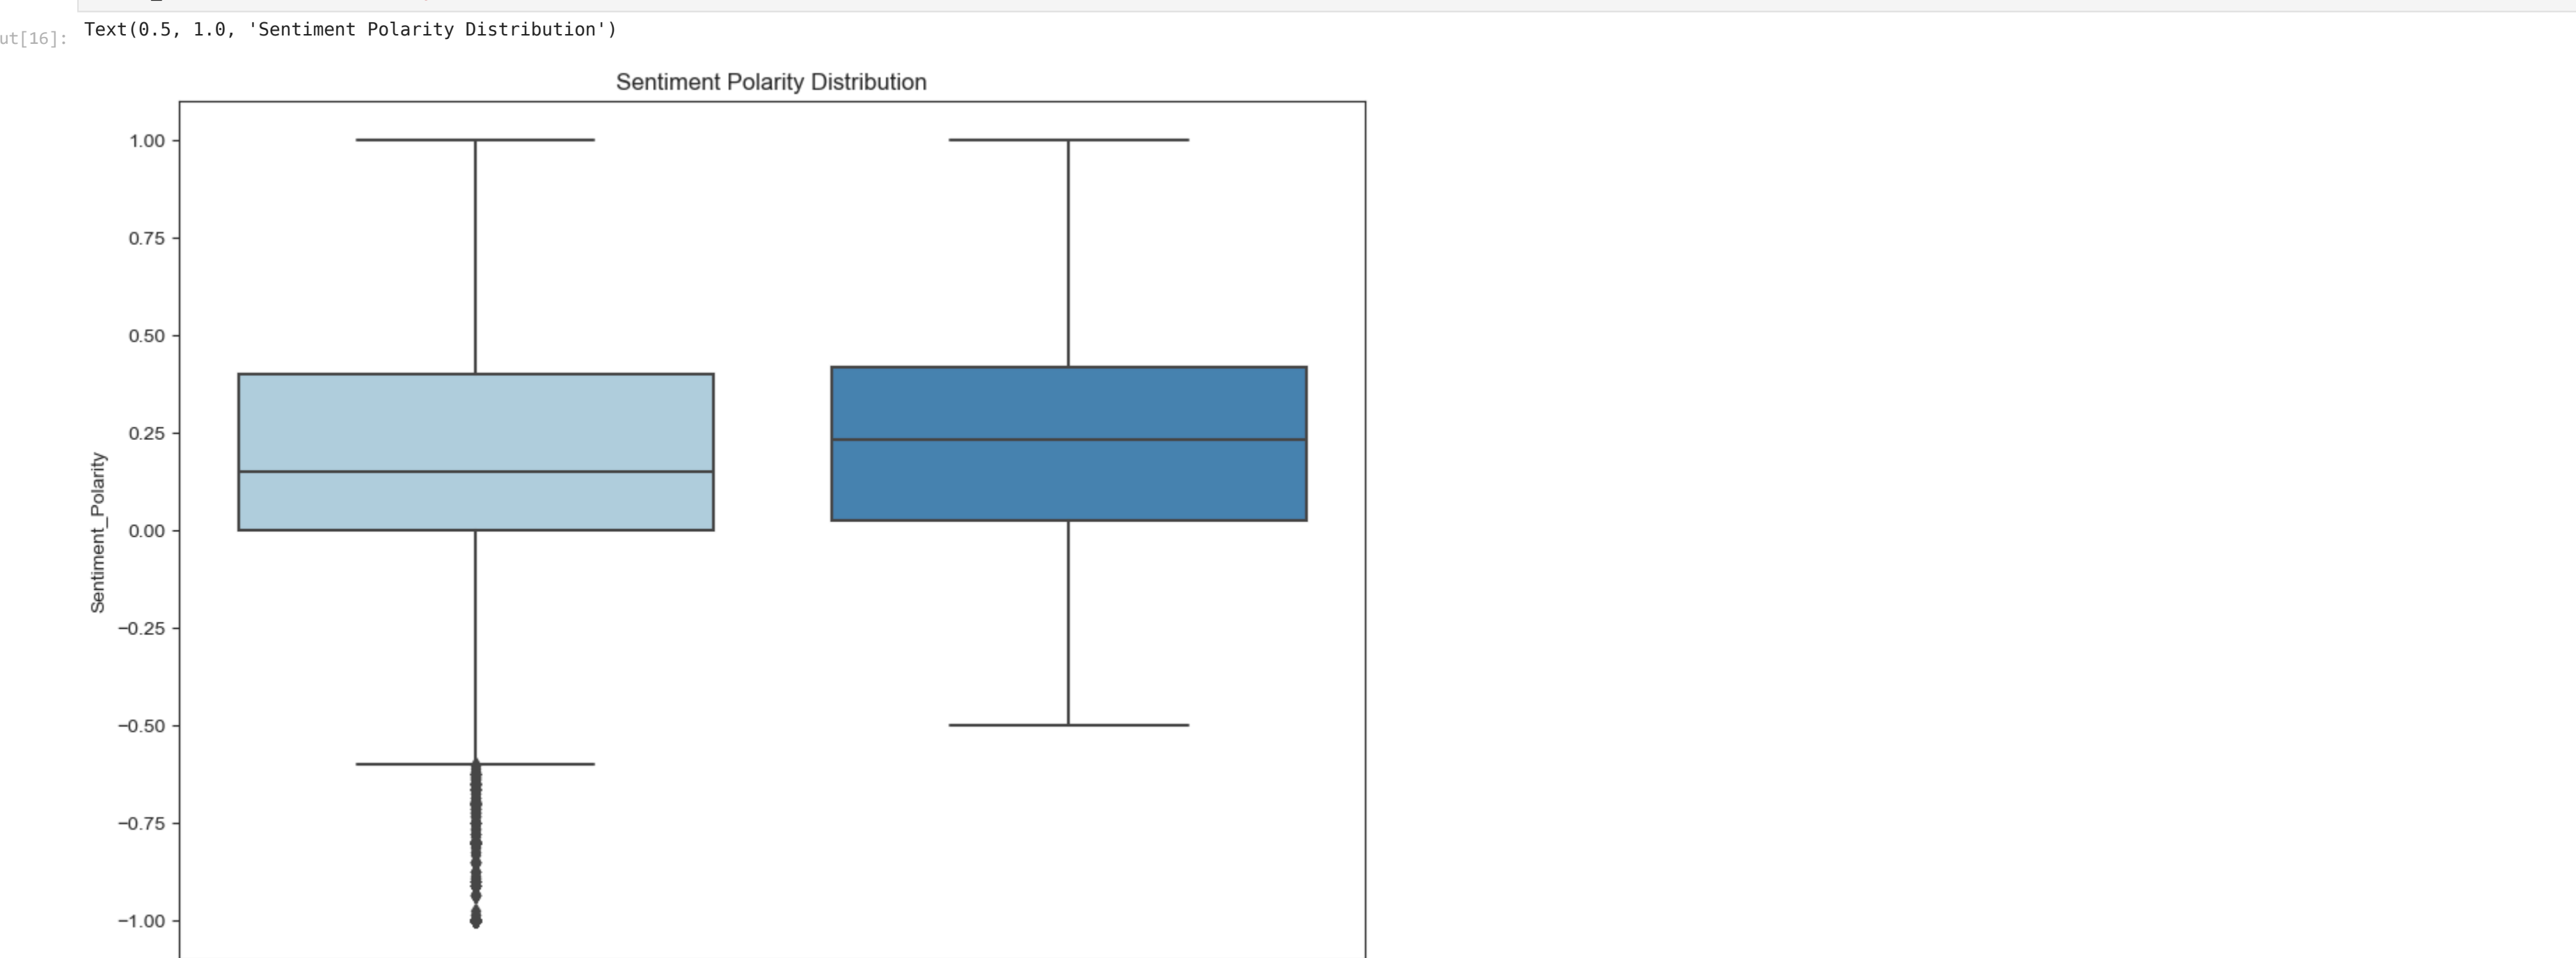 Text(0.5, 1.0, 'Sentiment Polarity Distribution')
ut[16]:
Sentiment Polarity Distribution
1.00
0.75
0.50
0.25
0.00
−0.25
−0.50
−0.75
−1.00
Sentiment_Polarity